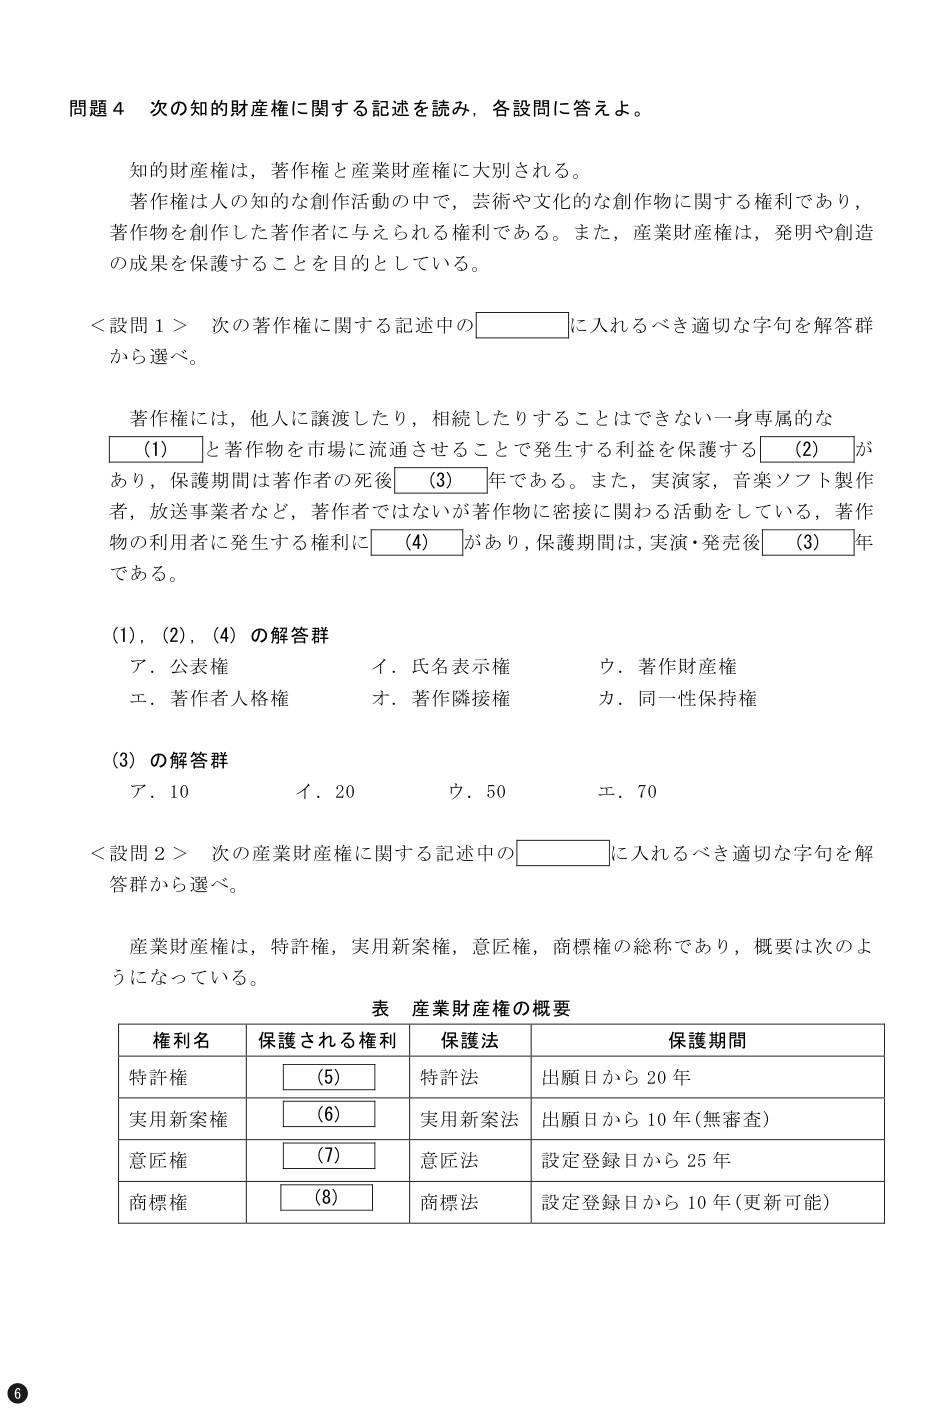 問題４　次の知的財産権に関する記述を読み，各設問に答えよ。
知的財産権は，著作権と産業財産権に大別される。
著作権は人の知的な創作活動の中で，芸術や文化的な創作物に関する権利であり，
著作物を創作した著作者に与えられる権利である。また，産業財産権は，発明や創造
の成果を保護することを目的としている。
＜設問１＞　次の著作権に関する記述中の　　　　に入れるべき適切な字句を解答群
から選べ。
著作権には，他人に譲渡したり，相続したりすることはできない一身専属的な
(1) と著作物を市場に流通させることで発生する利益を保護する (2) が
あり，保護期間は著作者の死後 (3) 年である。また，実演家，音楽ソフト製作
者，放送事業者など，著作者ではないが著作物に密接に関わる活動をしている，著作
物の利用者に発生する権利に (4) があり，保護期間は，実演・発売後 (3) 年
である。
(1)，(2)，(4) の解答群
ア．公表権　　イ．氏名表示権　　ウ．著作財産権
エ．著作者人格権　　オ．著作隣接権　　カ．同一性保持権
(3) の解答群
ア．10　　イ．20　　ウ．50　　エ．70
＜設問２＞　次の産業財産権に関する記述中の　　　　に入れるべき適切な字句を解
答群から選べ。
産業財産権は，特許権，実用新案権，意匠権，商標権の総称であり，概要は次のよ
うになっている。
表　産業財産権の概要
権利名　保護される権利　保護法　保護期間
特許権　(5)　特許法　出願日から 20 年
実用新案権　(6)　実用新案法　出願日から 10 年(無審査)
意匠権　(7)　意匠法　設定登録日から 25 年
商標権　(8)　商標法　設定登録日から 10 年(更新可能)
6